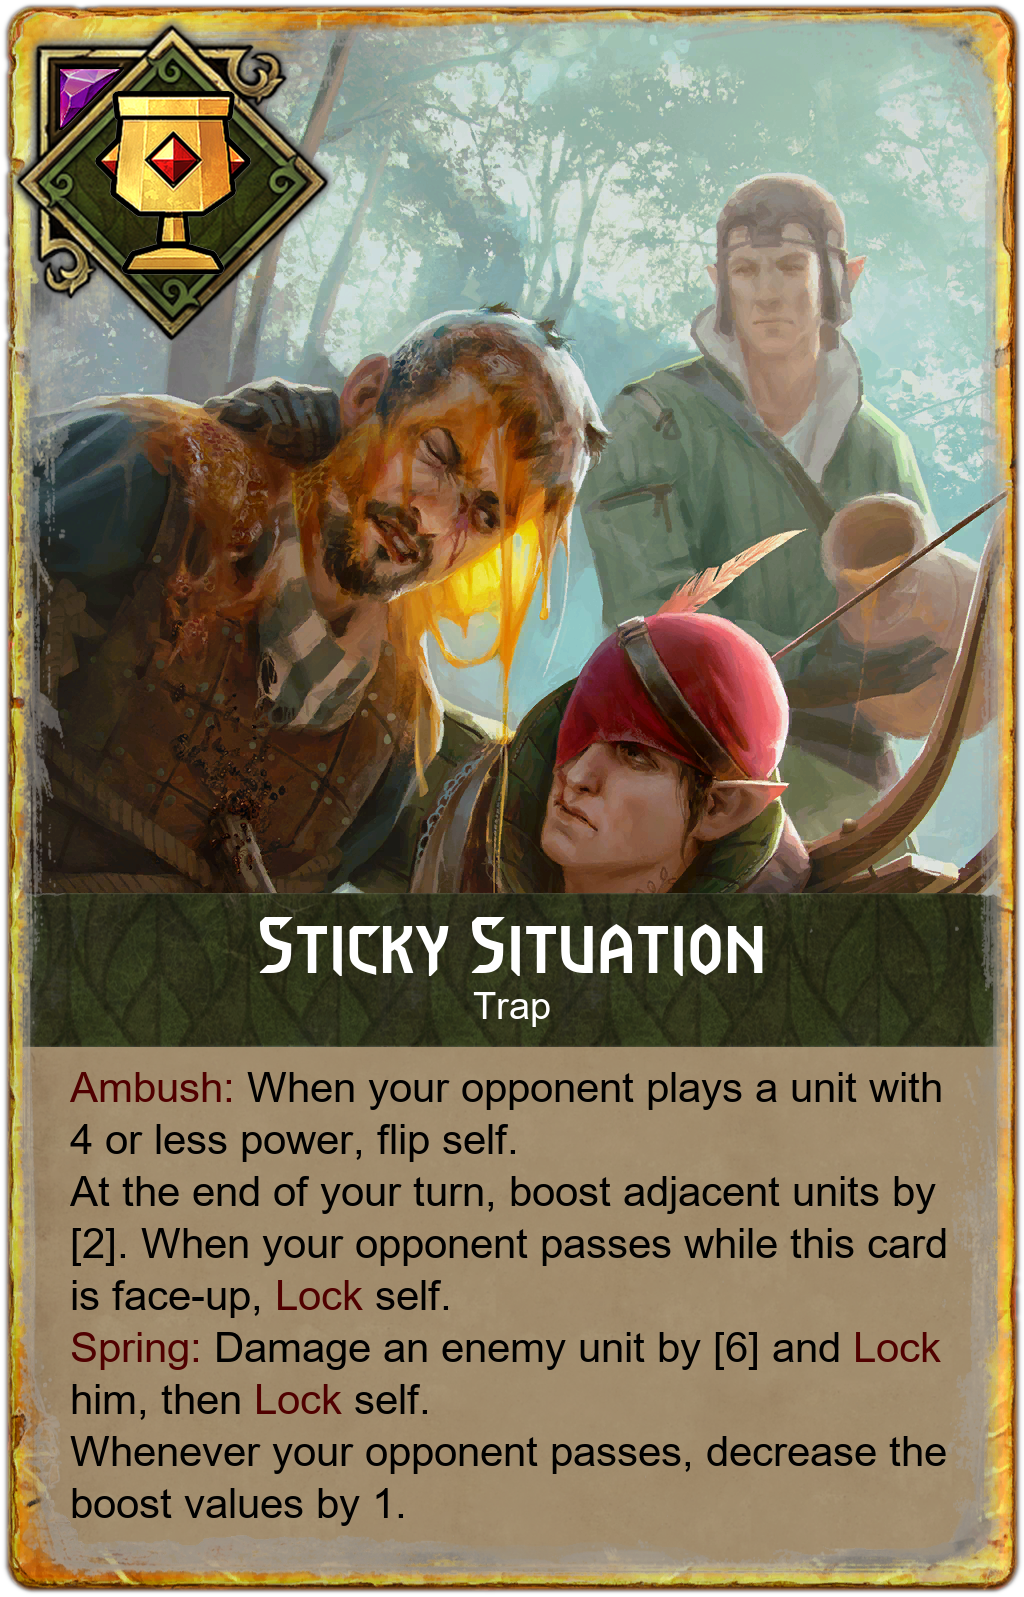 Sticky Situation
Trap
Ambush: When your opponent plays a unit with
4 or less power, flip self.
At the end of your turn, boost adjacent units by
[2]. When your opponent passes while this card
is face-up, Lock self.
Spring: Damage an enemy unit by [6] and Lock
him, then Lock self.
Whenever your opponent passes, decrease the
boost values by 1.